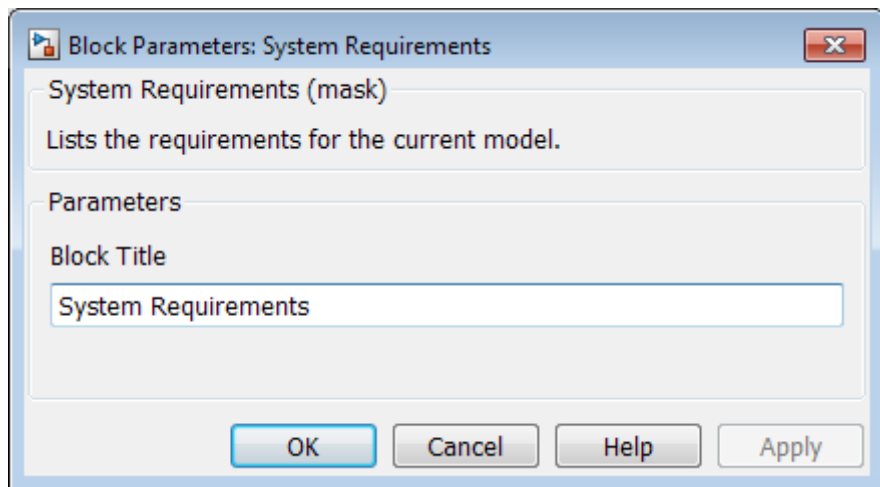 Block Parameters: System Requirements
System Requirements (mask)
Lists the requirements for the current model.
Parameters
Block Title
System Requirements
OK Cancel Help Apply